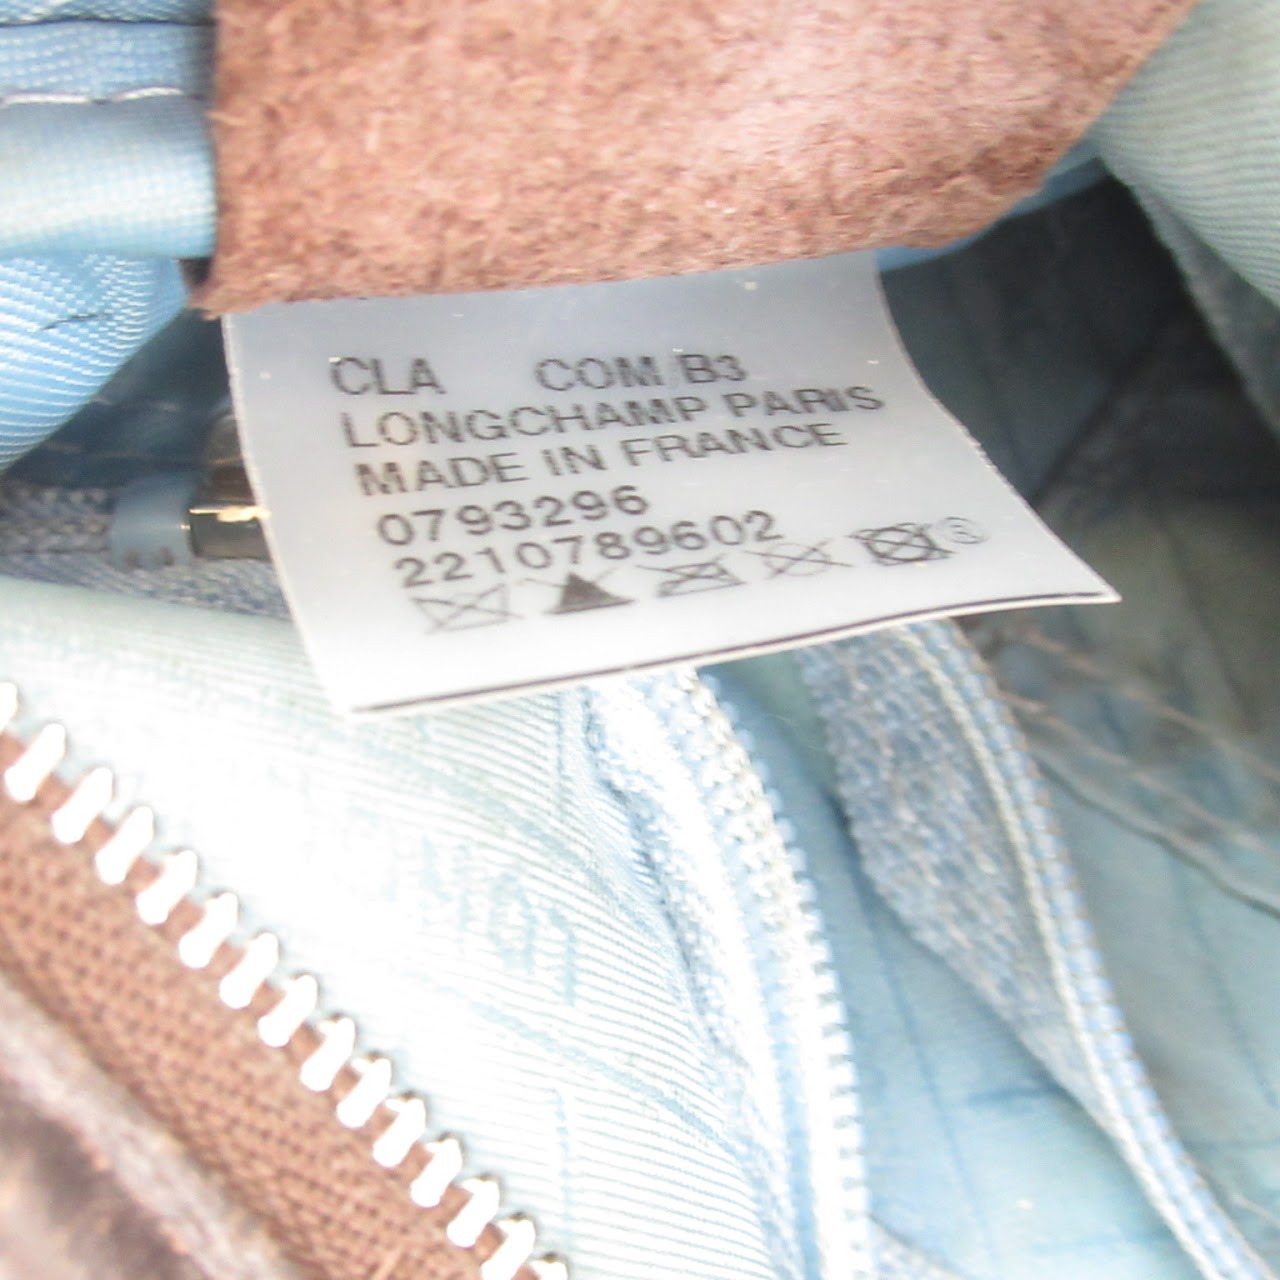 CLA COM/B3
LONGCHAMP PARIS
MADE IN FRANCE
0793296
2210789602